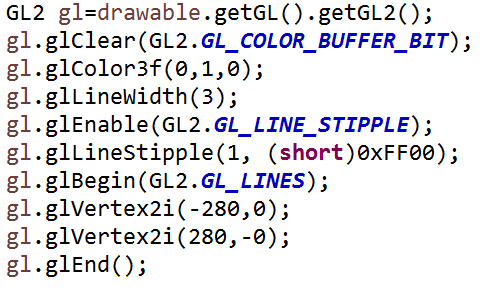 GL2 gl=drawable.getGL().getGL2();
gl.glClear(GL2.GL_COLOR_BUFFER_BIT);
gl.glColor3f(0,1,0);
gl.glLineWidth(3);
gl.glEnable(GL2.GL_LINE_STIPPLE);
gl.glLineStipple(1, (short)0xFF00);
gl.glBegin(GL2.GL_LINES);
gl.glVertex2i(-280,0);
gl.glVertex2i(280,-0);
gl.glEnd();